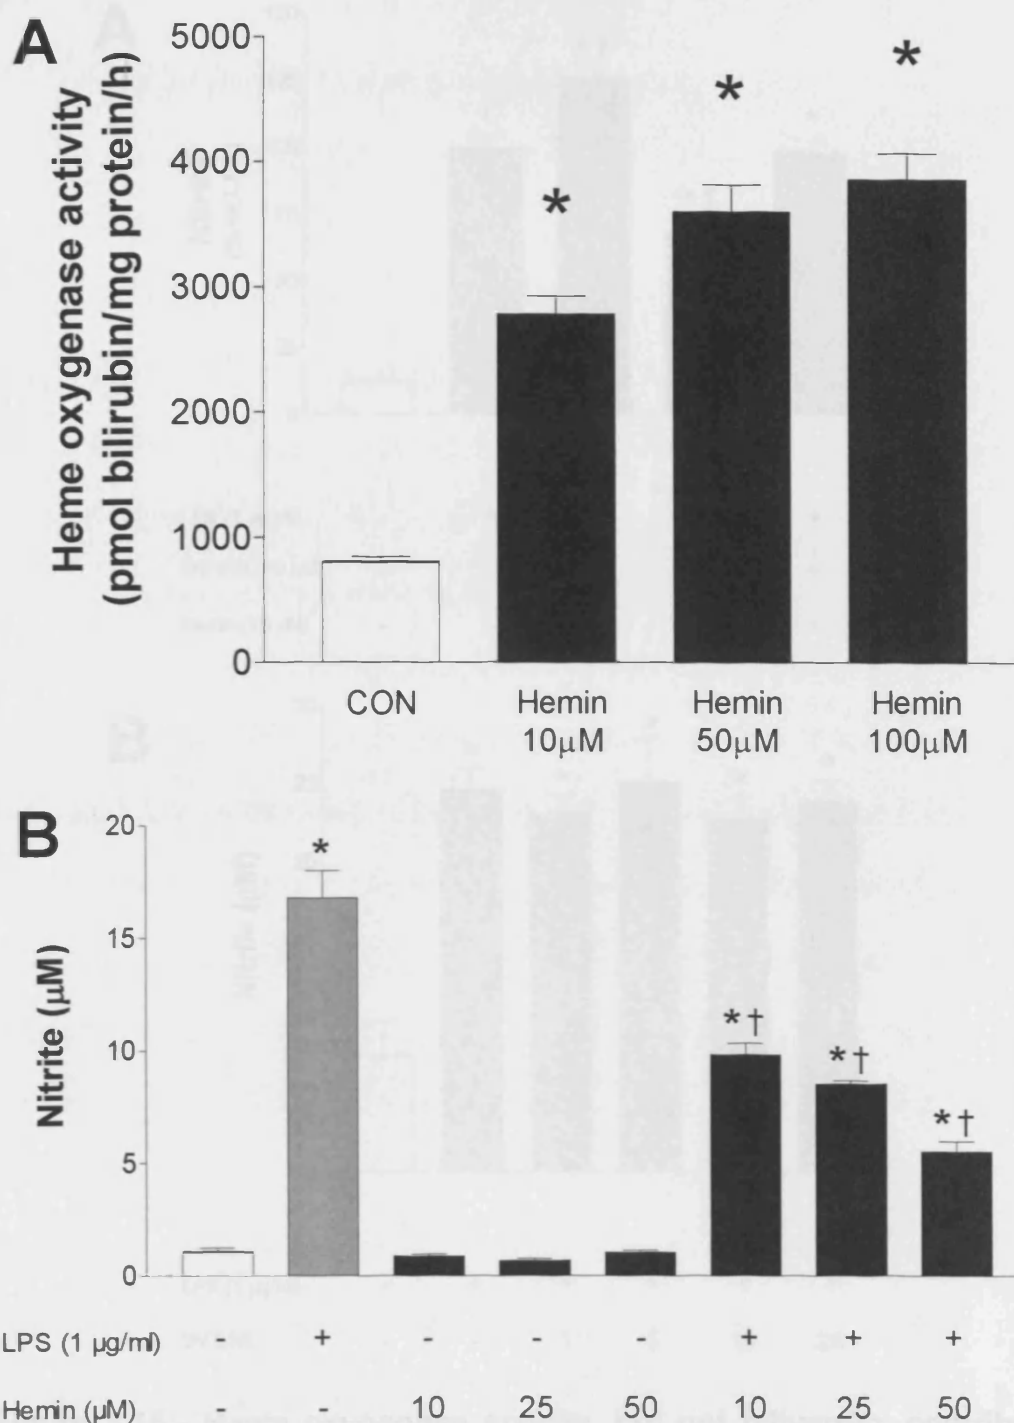 A
Heme oxygenase activity
(pmol bilirubin/mg protein/h)
5000
4000
3000
2000
1000
0
* * *
CON Hemin Hemin Hemin
10µM 50µM 100µM
B
Nitrite (µM)
20
15
10
5
0
* *† *† *†
LPS (1 µg/ml) - + - - - + + +
Hemin (µM) - - 10 25 50 10 25 50